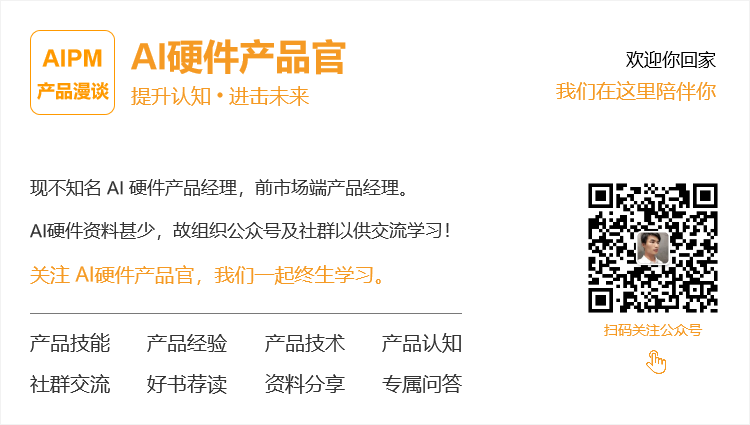 AIPM
产品漫谈
AI硬件产品官
提升认知 • 进击未来
欢迎你回家
我们在这里陪伴你
现不知名 AI 硬件产品经理，前市场端产品经理。
AI硬件资料甚少，故组织公众号及社群以供交流学习！
关注 AI硬件产品官，我们一起终生学习。
产品技能 产品经验 产品技术 产品认知
社群交流 好书荐读 资料分享 专属问答
扫码关注公众号